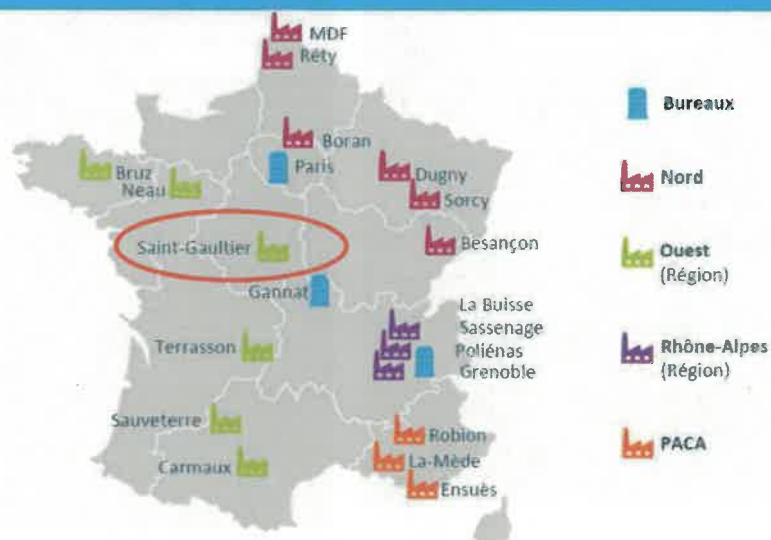 MDF
Réty
Boran
Paris
Bruz
Neau
Dugny
Sorcy
Saint-Gaultier
Besançon
Gannat
La Buisse
Sassenage
Poliénas
Grenoble
Terrasson
Sauveterre
Carmaux
Robion
La-Mède
Ensuès
Bureaux
Nord
Ouest
(Région)
Rhône-Alpes
(Région)
PACA